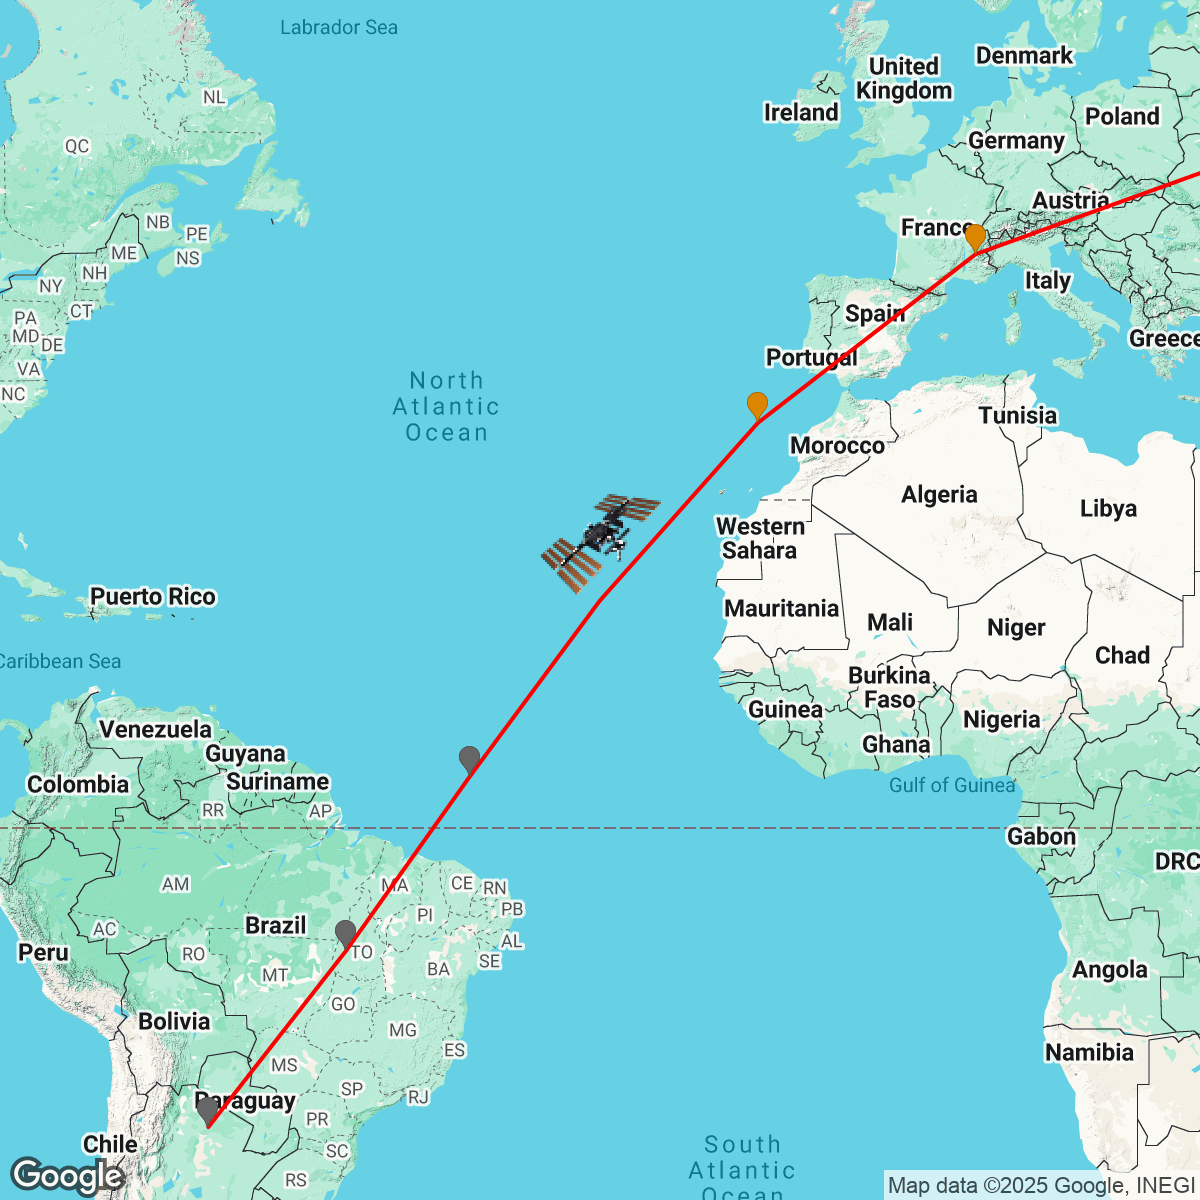 Labrador Sea
Denmark
United
Kingdom
Ireland
Poland
Germany
NL
QC
Austria
France
NB
PE
ME
NS
NH
NY
CT
PA
MD
DE
VA
NC
Italy
Spain
Portugal
Greece
North
Atlantic
Ocean
Tunisia
Morocco
Algeria
Libya
Western
Sahara
Puerto Rico
Mauritania
Mali
Niger
Chad
Caribbean Sea
Burkina
Faso
Guinea
Nigeria
Ghana
Venezuela
Guyana
Suriname
Colombia
Gulf of Guinea
RR
AP
Gabon
DRC
AM
MA
CE
RN
PI
PB
AC
Brazil
AL
Peru
RO
TO
SE
MT
BA
Angola
GO
Bolivia
MG
ES
Namibia
MS
SP
RJ
Paraguay
PR
Chile
SC
RS
South
Atlantic
Ocean
Google
Map data ©2025 Google, INEGI